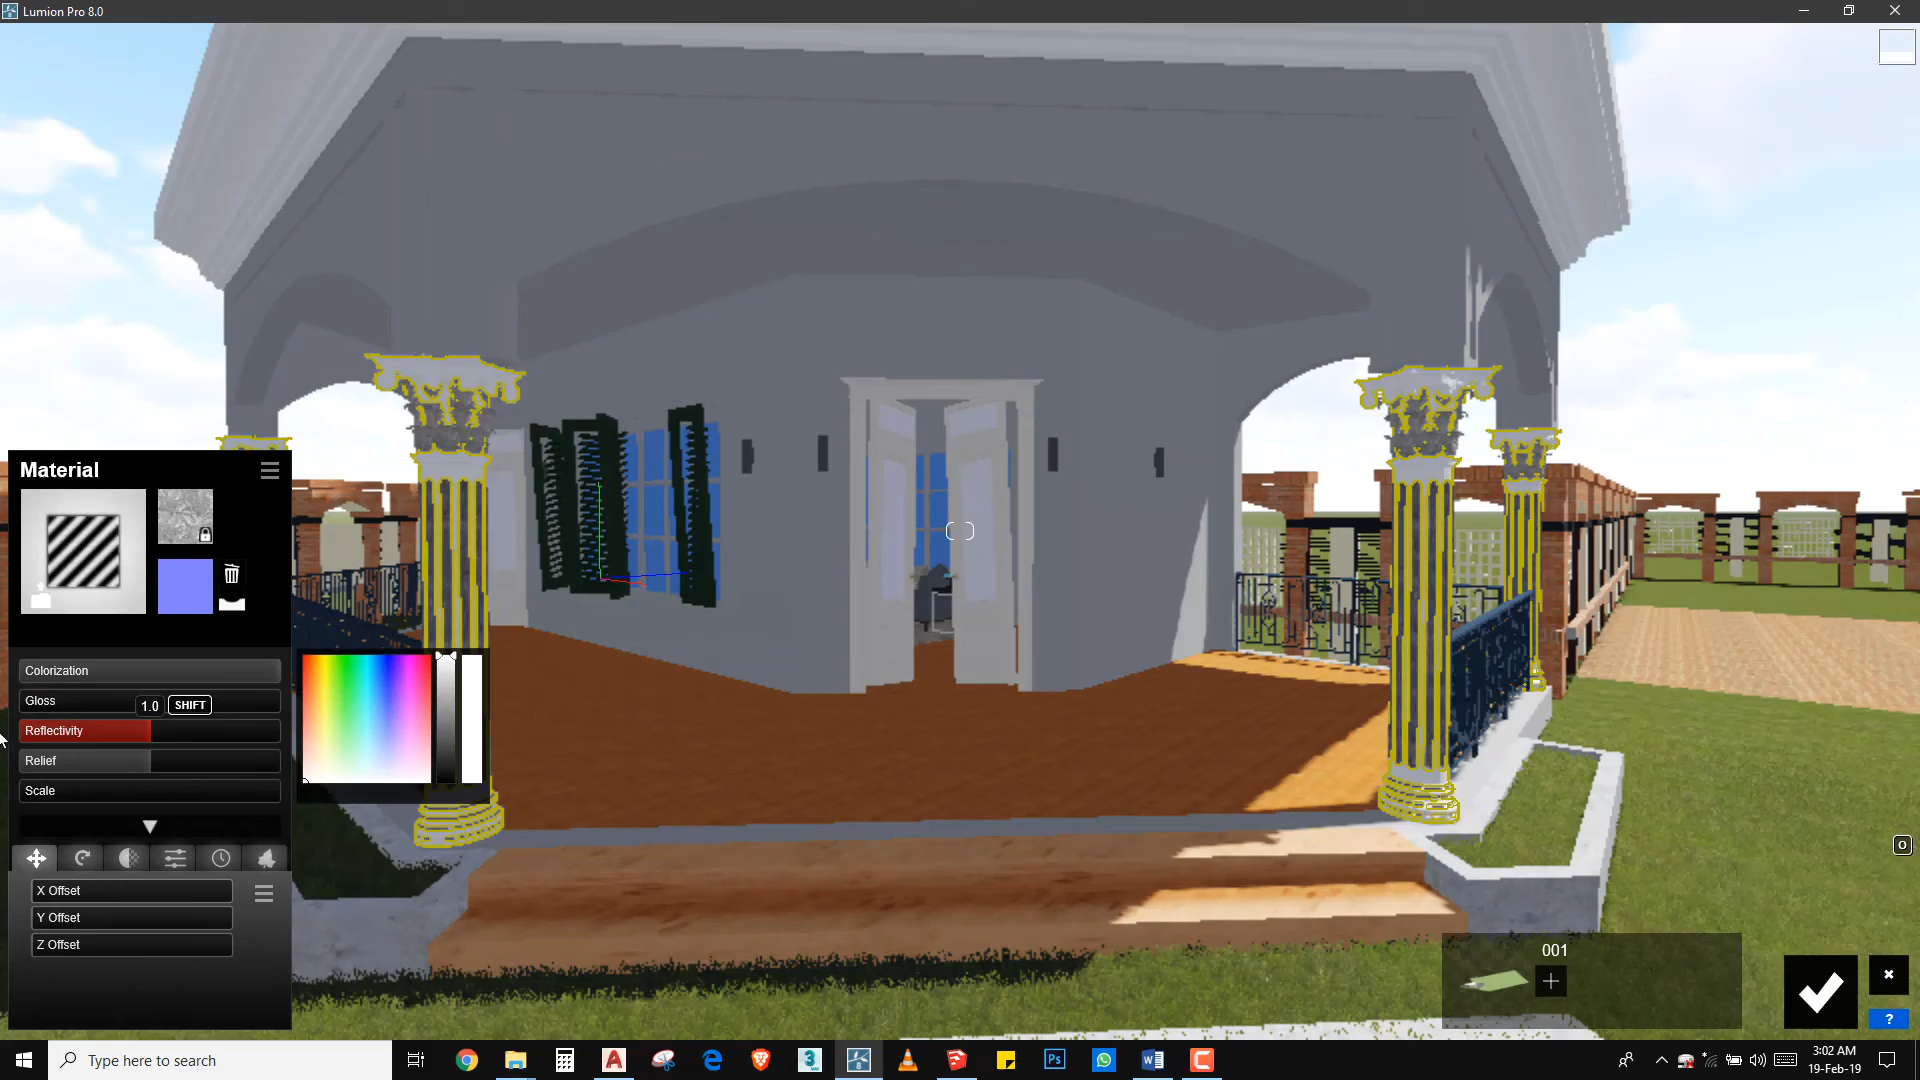 Lumion Pro 8.0
Material
Colorization
Gloss
1.0 SHIFT
Reflectivity
Relief
Scale
X Offset
Y Offset
Z Offset
001
O
?
Type here to search
3:02 AM
19-Feb-19